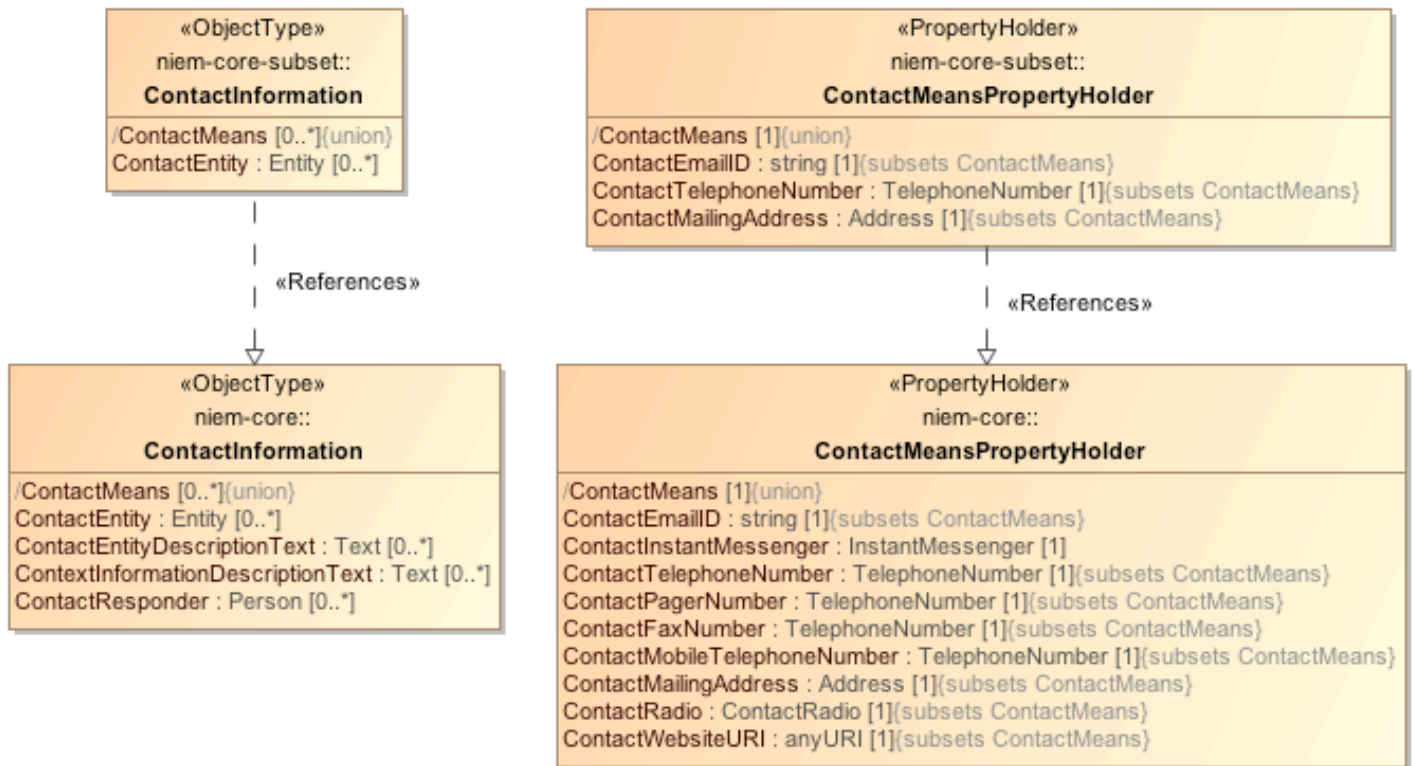 «ObjectType»
niem-core-subset::
ContactInformation
/ContactMeans [0..*]{union}
ContactEntity : Entity [0..*]
«PropertyHolder»
niem-core-subset::
ContactMeansPropertyHolder
/ContactMeans [1]{union}
ContactEmailID : string [1]{subsets ContactMeans}
ContactTelephoneNumber : TelephoneNumber [1]{subsets ContactMeans}
ContactMailingAddress : Address [1]{subsets ContactMeans}
«References»
«References»
«ObjectType»
niem-core::
ContactInformation
/ContactMeans [0..*]{union}
ContactEntity : Entity [0..*]
ContactEntityDescriptionText : Text [0..*]
ContextInformationDescriptionText : Text [0..*]
ContactResponder : Person [0..*]
«PropertyHolder»
niem-core::
ContactMeansPropertyHolder
/ContactMeans [1]{union}
ContactEmailID : string [1]{subsets ContactMeans}
ContactInstantMessenger : InstantMessenger [1]
ContactTelephoneNumber : TelephoneNumber [1]{subsets ContactMeans}
ContactPagerNumber : TelephoneNumber [1]{subsets ContactMeans}
ContactFaxNumber : TelephoneNumber [1]{subsets ContactMeans}
ContactMobileTelephoneNumber : TelephoneNumber [1]{subsets ContactMeans}
ContactMailingAddress : Address [1]{subsets ContactMeans}
ContactRadio : ContactRadio [1]{subsets ContactMeans}
ContactWebsiteURI : anyURI [1]{subsets ContactMeans}